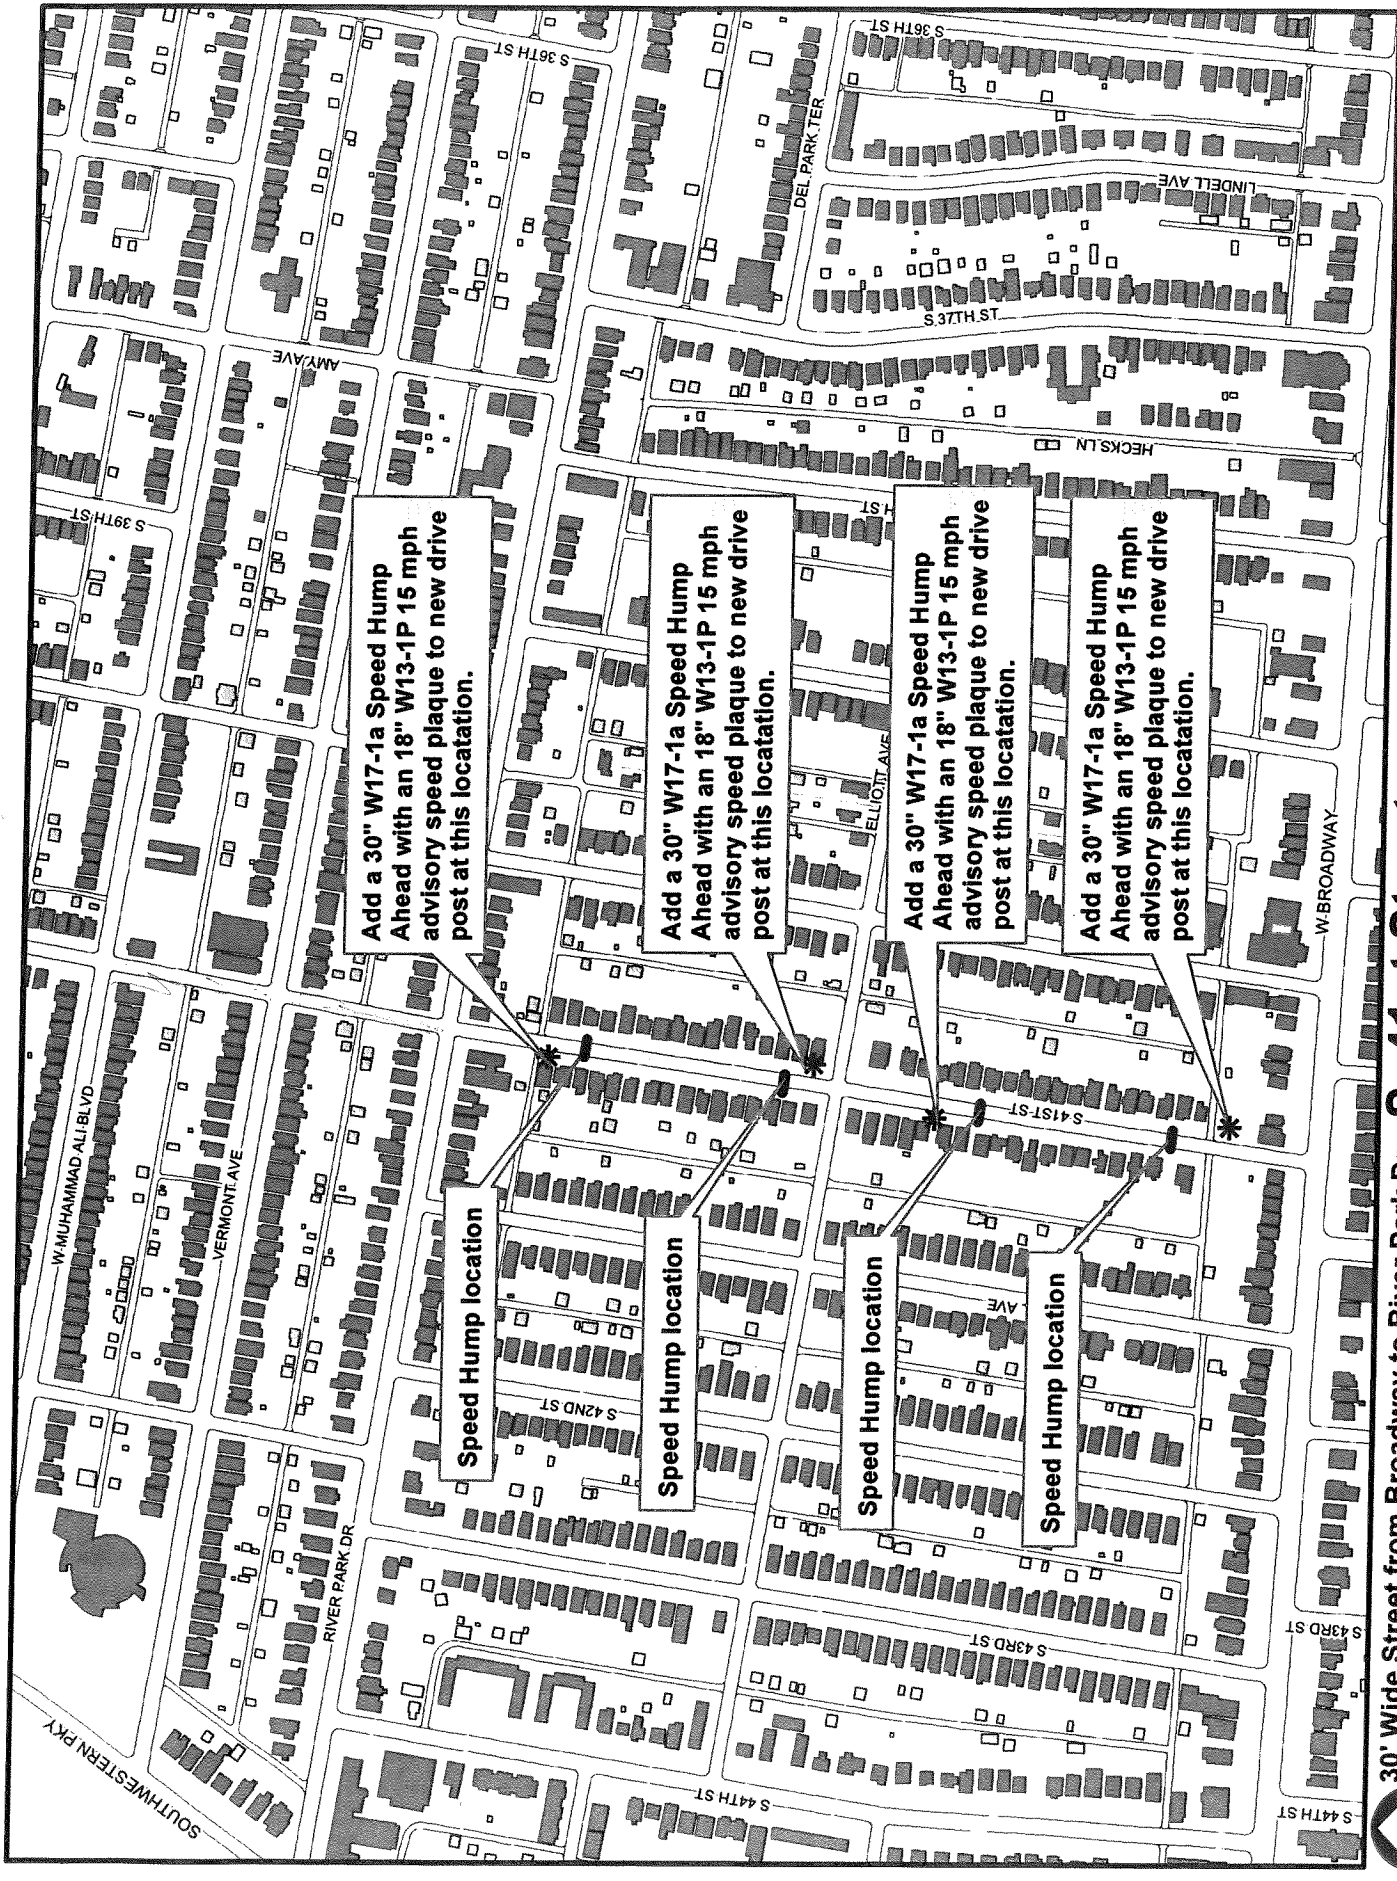 SOUTHWESTERN PKY
W MUHAMMAD ALI BLVD
VERMONT AVE
RIVER PARK DR
S 39TH ST
AMY AVE
S 36TH ST
S 36TH ST
DEL PARK TER
LINDELL AVE
S 37TH ST
HECKS LN
H ST
ELLIOTT AVE
W BROADWAY
S 41ST ST
AVE
S 42ND ST
S 43RD ST
S 43RD ST
S 44TH ST
S 44TH ST
Add a 30" W17-1a Speed Hump
Ahead with an 18" W13-1P 15 mph
advisory speed plaque to new drive
post at this locatation.
Add a 30" W17-1a Speed Hump
Ahead with an 18" W13-1P 15 mph
advisory speed plaque to new drive
post at this locatation.
Add a 30" W17-1a Speed Hump
Ahead with an 18" W13-1P 15 mph
advisory speed plaque to new drive
post at this locatation.
Add a 30" W17-1a Speed Hump
Ahead with an 18" W13-1P 15 mph
advisory speed plaque to new drive
post at this locatation.
Speed Hump location
Speed Hump location
Speed Hump location
Speed Hump location
30' Wide Street from Broadway to River Park Dr